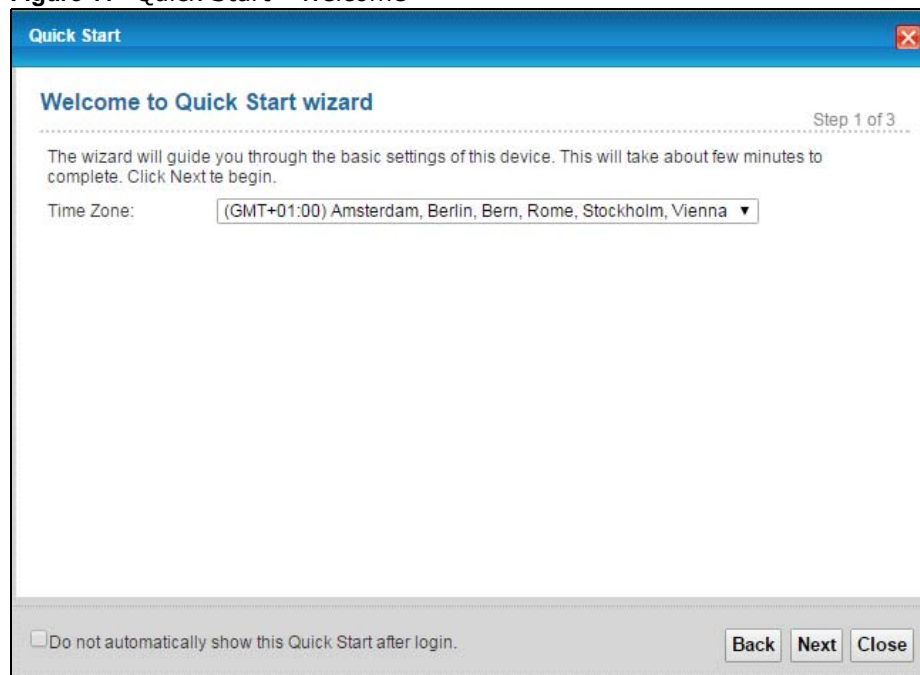 Quick Start
Welcome to Quick Start wizard
Step 1 of 3
The wizard will guide you through the basic settings of this device. This will take about few minutes to
complete. Click Next te begin.
Time Zone: (GMT+01:00) Amsterdam, Berlin, Bern, Rome, Stockholm, Vienna ▼
Do not automatically show this Quick Start after login.
Back Next Close